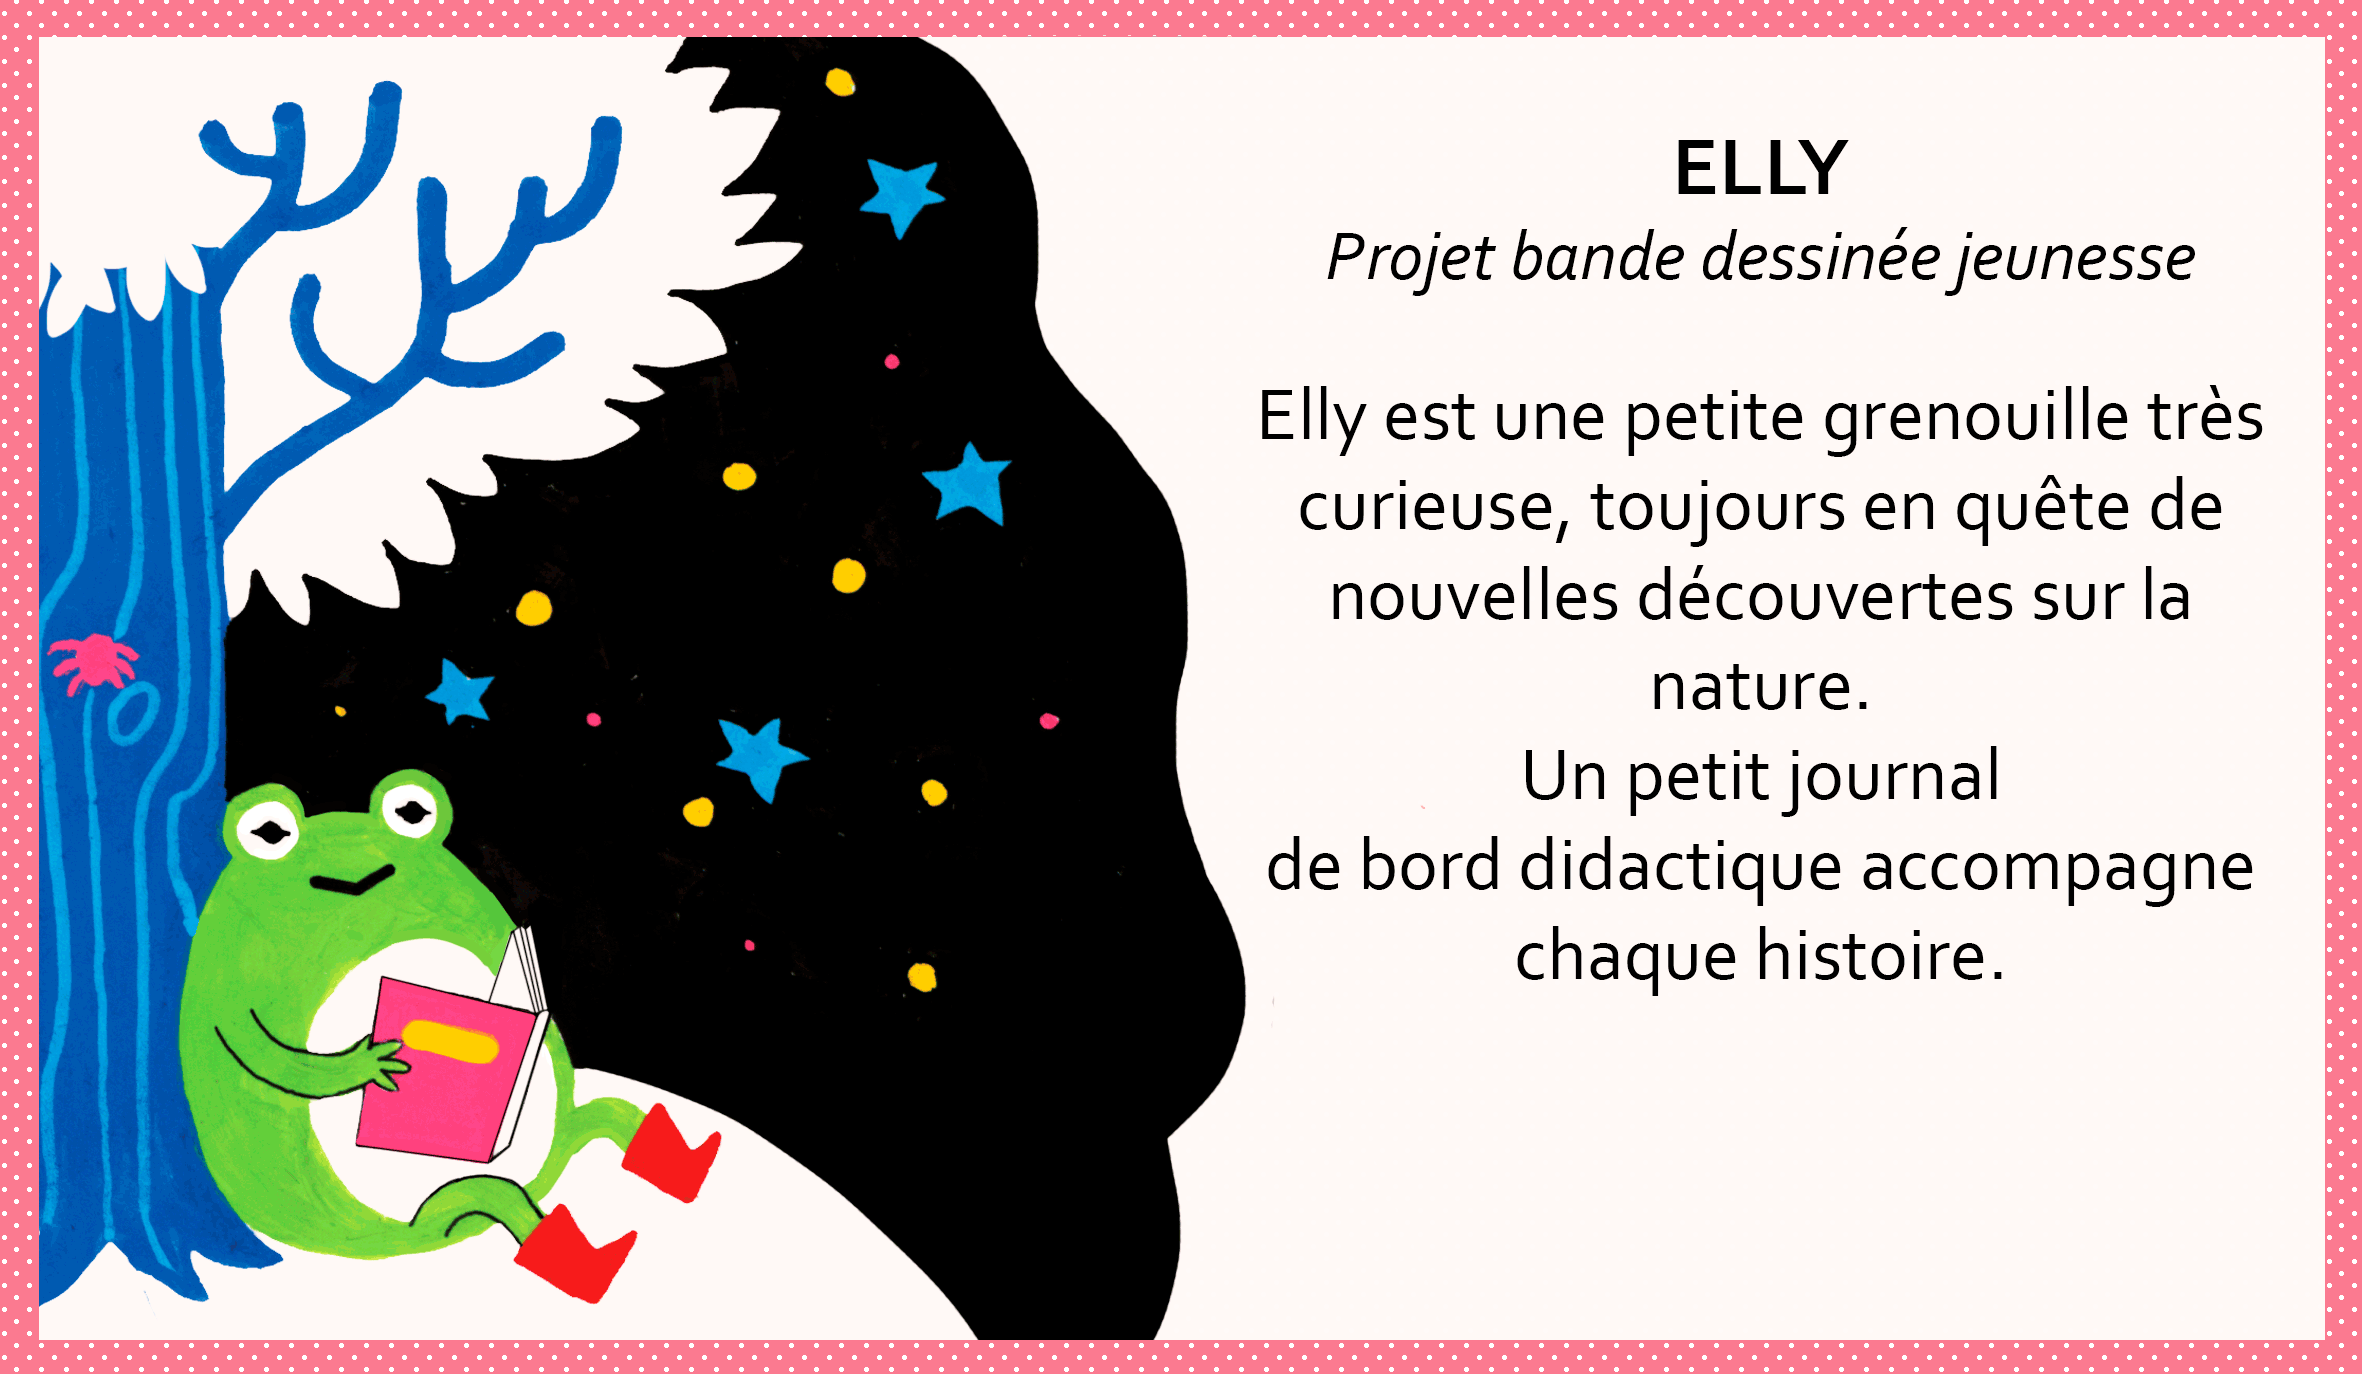 ELLY
Projet bande dessinée jeunesse
Elly est une petite grenouille très
curieuse, toujours en quête de
nouvelles découvertes sur la
nature.
Un petit journal
de bord didactique accompagne
chaque histoire.